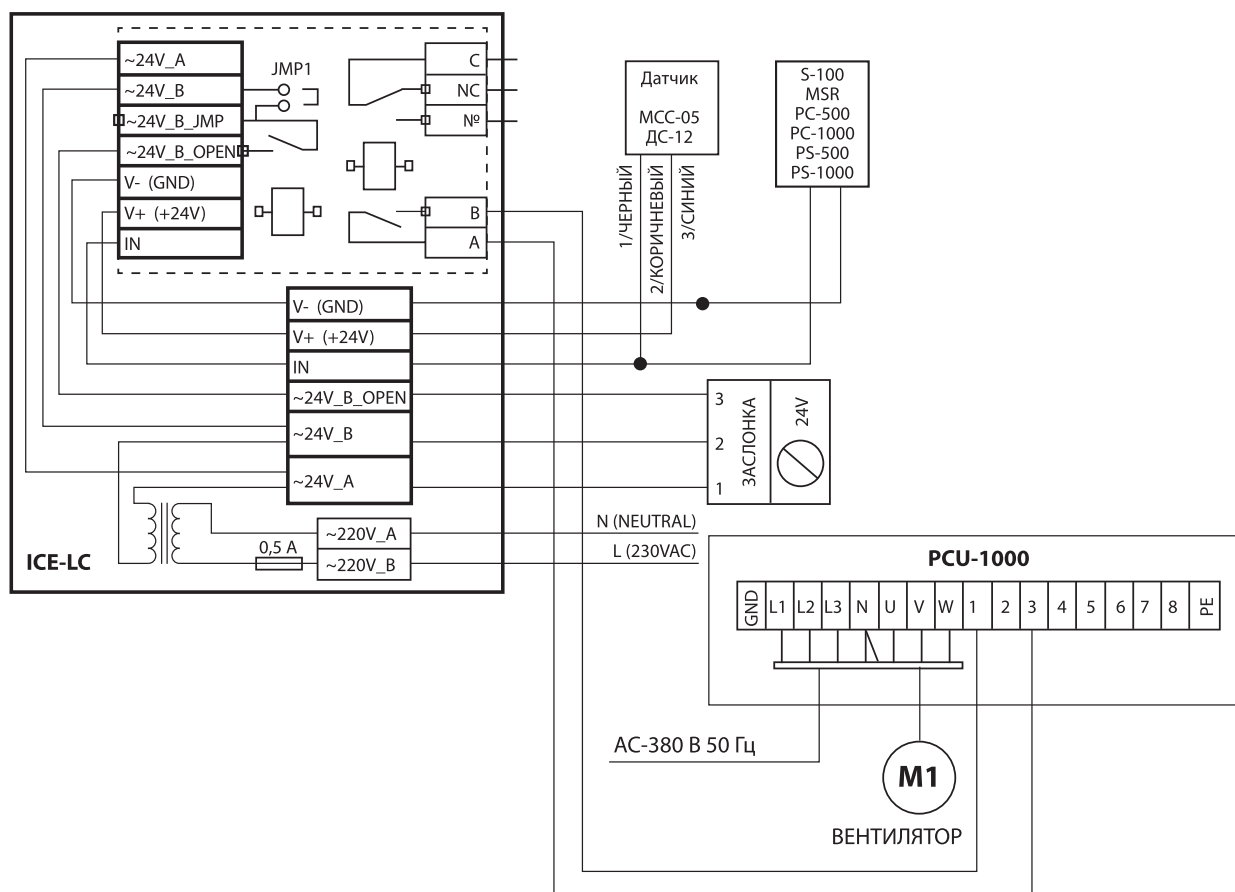 ~24V_A
~24V_B
~24V_B_JMP
~24V_B_OPEN
V- (GND)
V+ (+24V)
IN
JMP1
C
NC
№
B
A
V- (GND)
V+ (+24V)
IN
~24V_B_OPEN
~24V_B
~24V_A
~220V_A
~220V_B
0,5 A
ICE-LC
Датчик
МСС-05
ДС-12
1/ЧЕРНЫЙ
2/КОРИЧНЕВЫЙ
3/СИНИЙ
S-100
MSR
PC-500
PC-1000
PS-500
PS-1000
3
2
1
ЗАСЛОНКА
24V
N (NEUTRAL)
L (230VAC)
PCU-1000
GND L1 L2 L3 N U V W 1 2 3 4 5 6 7 8 PE
АС-380 В 50 Гц
M1
ВЕНТИЛЯТОР